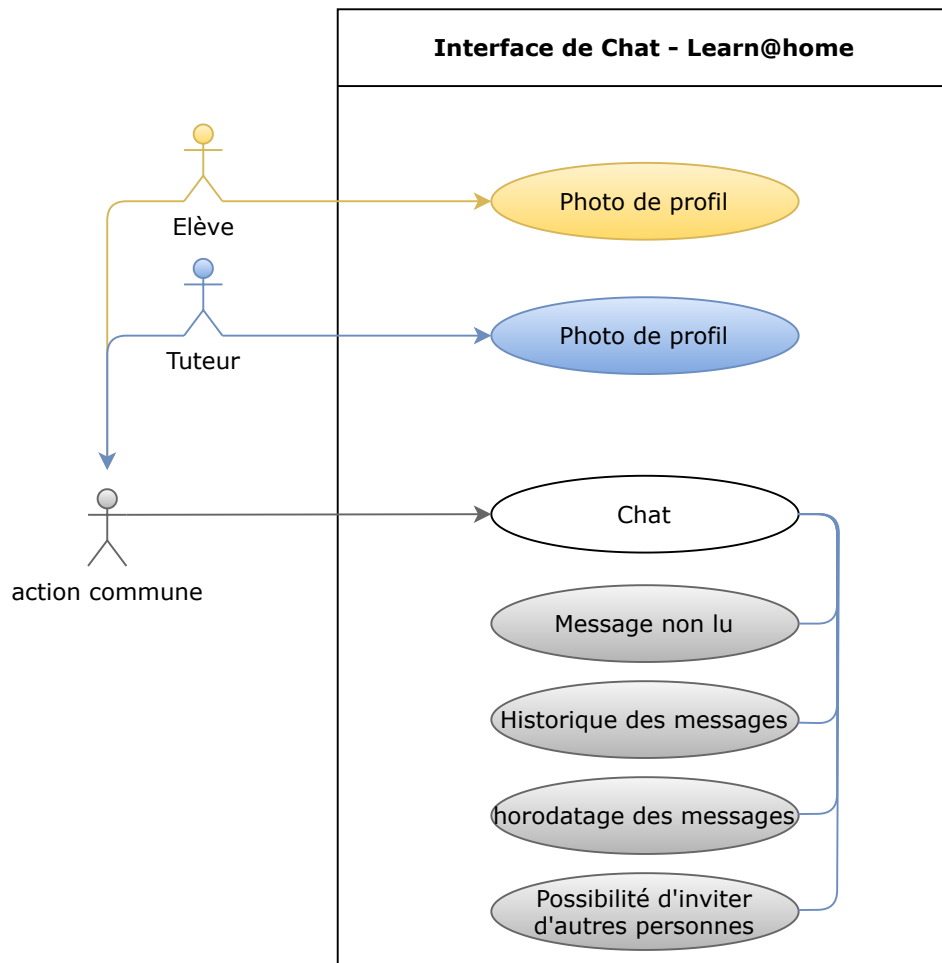 Interface de Chat - Learn@home
Elève
Photo de profil
Tuteur
Photo de profil
action commune
Chat
Message non lu
Historique des messages
horodatage des messages
Possibilité d'inviter
d'autres personnes